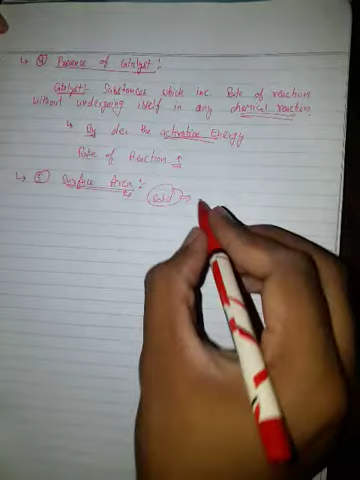 ↳ ④ Presence of Catalyst :
Catalyst :- Substances which inc. Rate of reaction
without undergoing itself in any chemical reaction.
↳ By dec the activation Energy
Rate of Reaction ↑
↳ ⑤ Surface Area :-
Solid ⇒